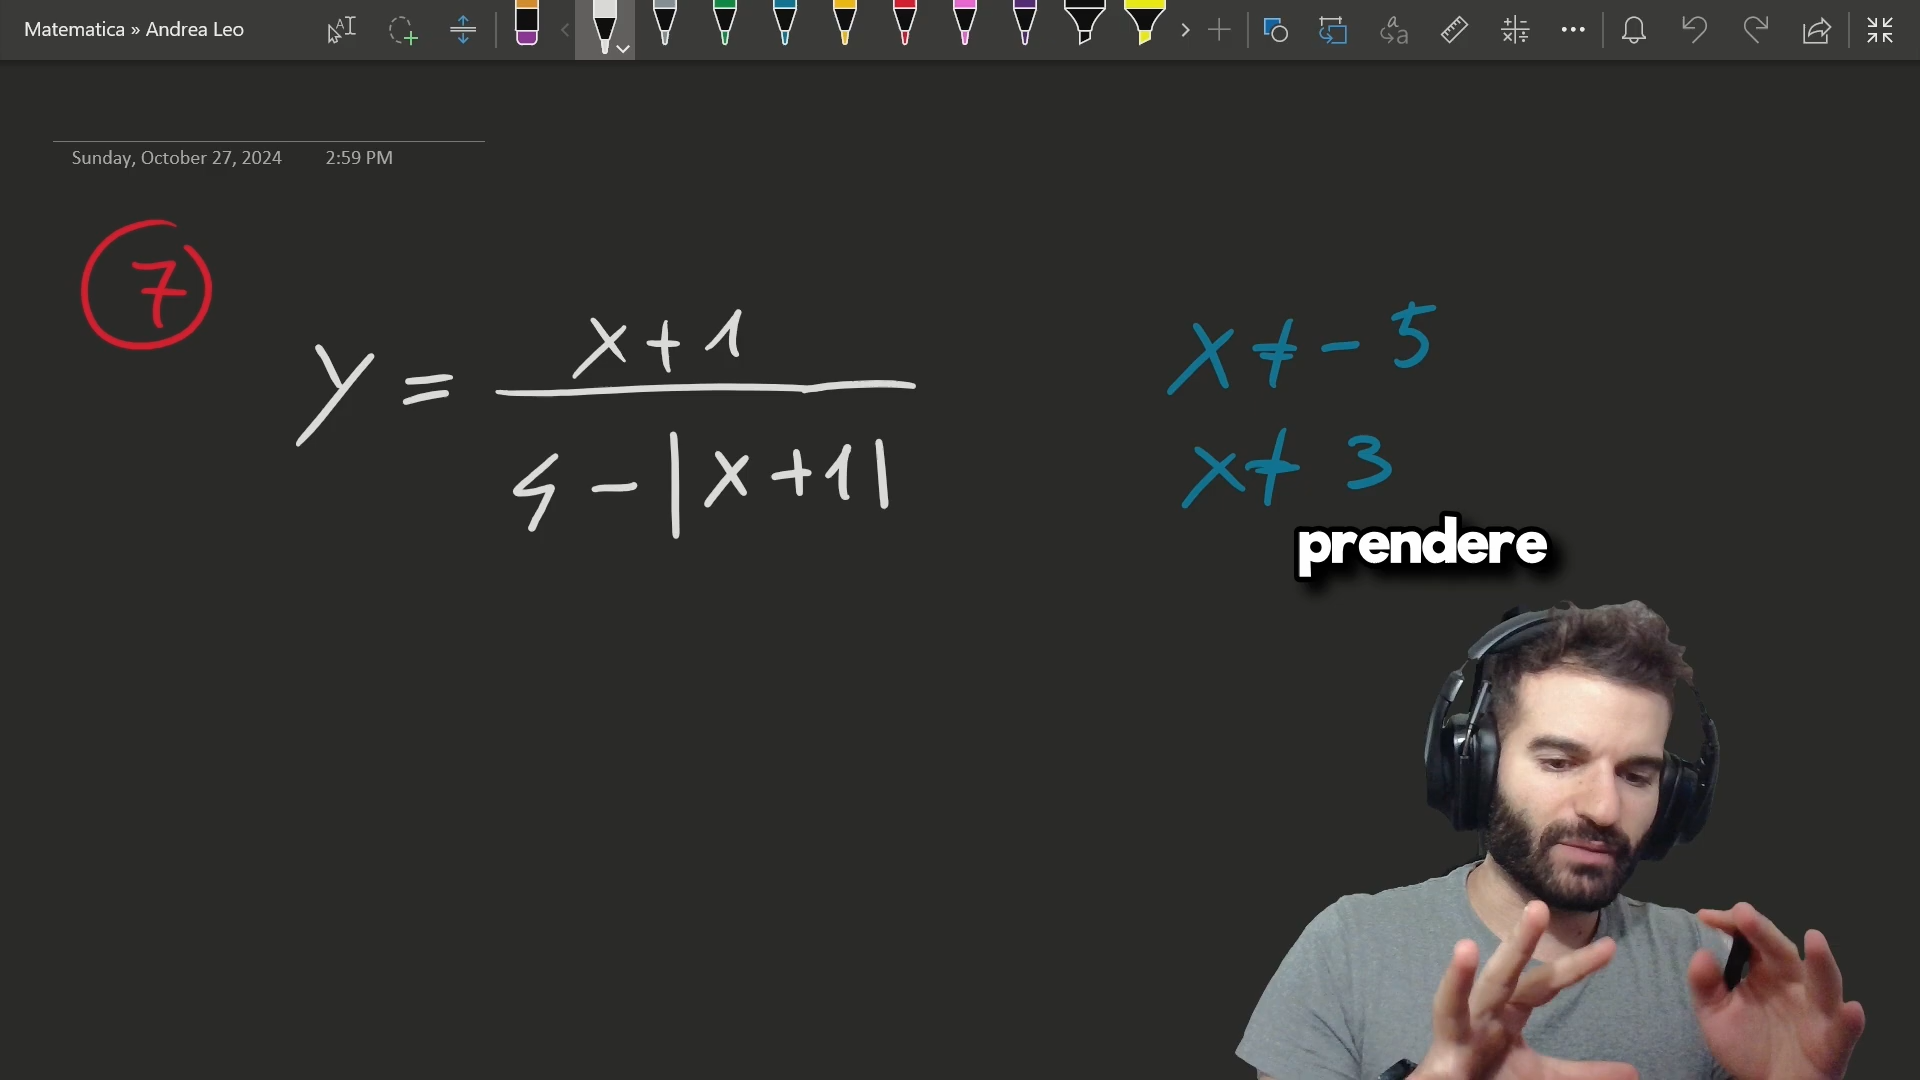 Matematica » Andrea Leo
Sunday, October 27, 2024 2:59 PM
7
y = x+1
4 - |x+1|
x ≠ -5
x ≠ 3
prendere